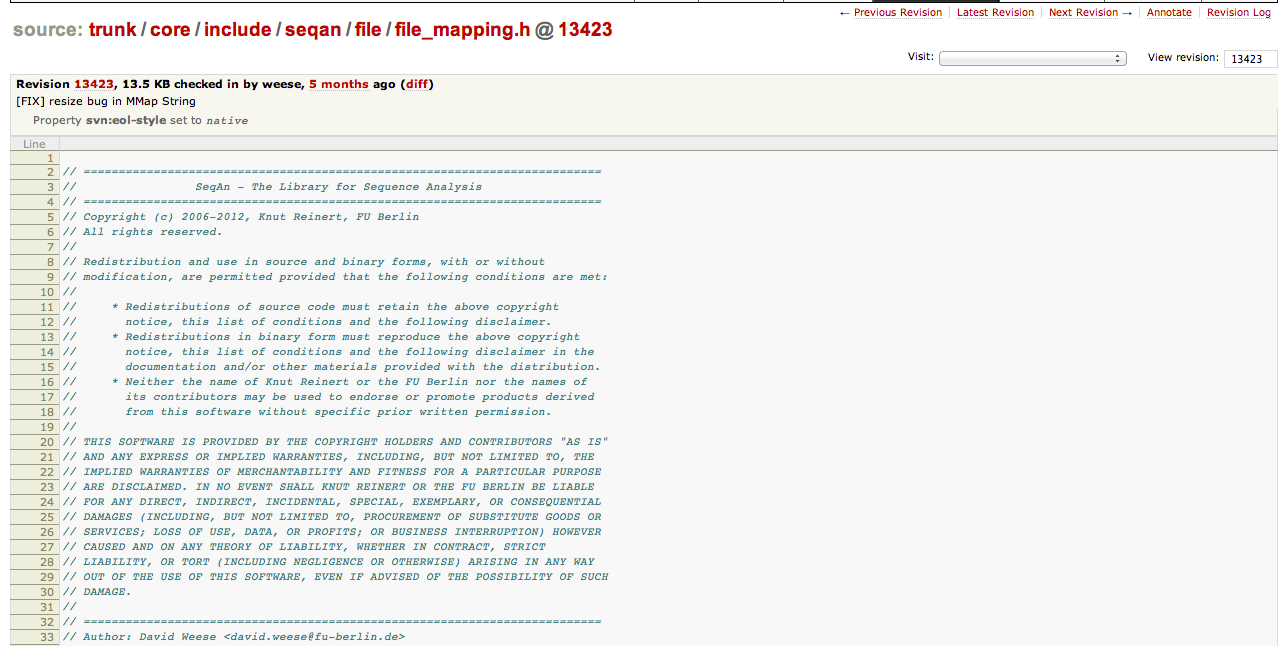 ← Previous Revision Latest Revision Next Revision → Annotate Revision Log
source: trunk / core / include / seqan / file / file_mapping.h @ 13423
Visit: View revision: 13423
Revision 13423, 13.5 KB checked in by weese, 5 months ago (diff)
[FIX] resize bug in MMap String
Property svn:eol-style set to native
Line
1
2 // ==========================================================================
3 // SeqAn - The Library for Sequence Analysis
4 // ==========================================================================
5 // Copyright (c) 2006-2012, Knut Reinert, FU Berlin
6 // All rights reserved.
7 //
8 // Redistribution and use in source and binary forms, with or without
9 // modification, are permitted provided that the following conditions are met:
10 //
11 // * Redistributions of source code must retain the above copyright
12 // notice, this list of conditions and the following disclaimer.
13 // * Redistributions in binary form must reproduce the above copyright
14 // notice, this list of conditions and the following disclaimer in the
15 // documentation and/or other materials provided with the distribution.
16 // * Neither the name of Knut Reinert or the FU Berlin nor the names of
17 // its contributors may be used to endorse or promote products derived
18 // from this software without specific prior written permission.
19 //
20 // THIS SOFTWARE IS PROVIDED BY THE COPYRIGHT HOLDERS AND CONTRIBUTORS "AS IS"
21 // AND ANY EXPRESS OR IMPLIED WARRANTIES, INCLUDING, BUT NOT LIMITED TO, THE
22 // IMPLIED WARRANTIES OF MERCHANTABILITY AND FITNESS FOR A PARTICULAR PURPOSE
23 // ARE DISCLAIMED. IN NO EVENT SHALL KNUT REINERT OR THE FU BERLIN BE LIABLE
24 // FOR ANY DIRECT, INDIRECT, INCIDENTAL, SPECIAL, EXEMPLARY, OR CONSEQUENTIAL
25 // DAMAGES (INCLUDING, BUT NOT LIMITED TO, PROCUREMENT OF SUBSTITUTE GOODS OR
26 // SERVICES; LOSS OF USE, DATA, OR PROFITS; OR BUSINESS INTERRUPTION) HOWEVER
27 // CAUSED AND ON ANY THEORY OF LIABILITY, WHETHER IN CONTRACT, STRICT
28 // LIABILITY, OR TORT (INCLUDING NEGLIGENCE OR OTHERWISE) ARISING IN ANY WAY
29 // OUT OF THE USE OF THIS SOFTWARE, EVEN IF ADVISED OF THE POSSIBILITY OF SUCH
30 // DAMAGE.
31 //
32 // ==========================================================================
33 // Author: David Weese <david.weese@fu-berlin.de>